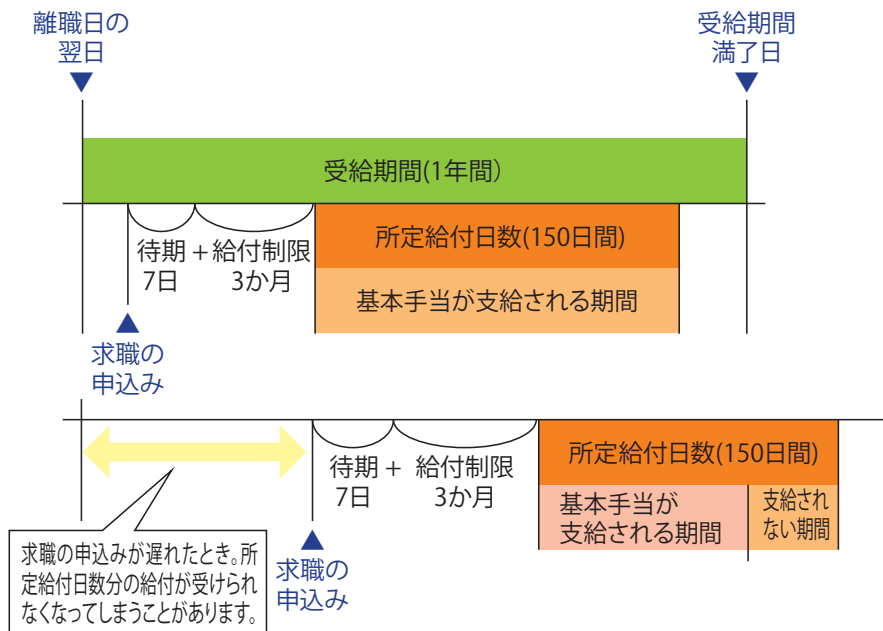 離職日の
翌日
受給期間
満了日
受給期間(1年間)
待期+給付制限
7日 3か月
所定給付日数(150日間)
基本手当が支給される期間
求職の
申込み
待期+ 給付制限
7日 3か月
所定給付日数(150日間)
基本手当が
支給される期間
支給され
ない期間
求職の申込みが遅れたとき。所
定給付日数分の給付が受けられ
なくなってしまうことがあります。
求職の
申込み